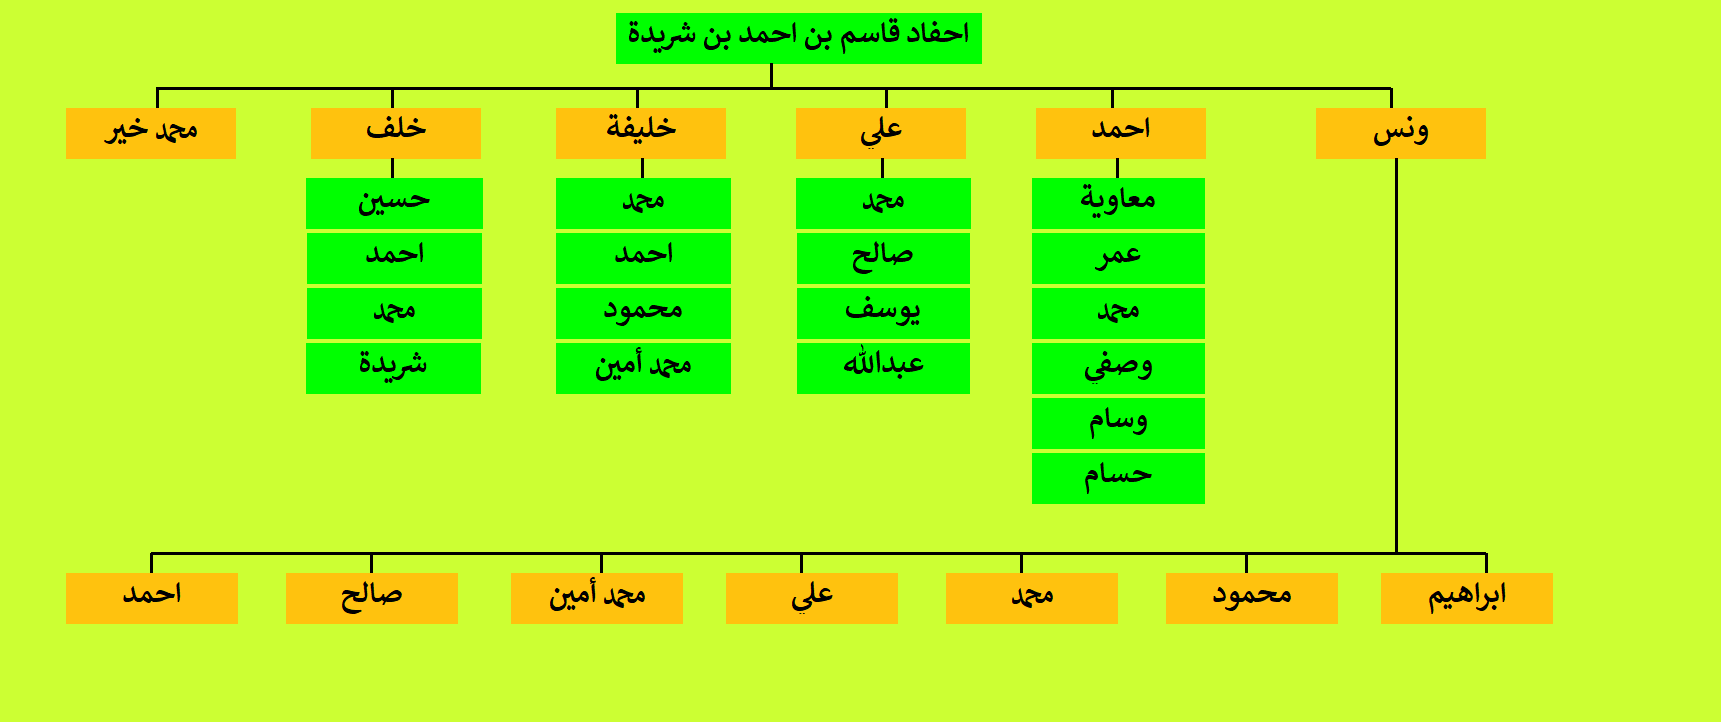 احفاد قاسم بن احمد بن شريدة
ونس
احمد
علي
خليفة
خلف
محمد خير
معاوية
محمد
محمد
حسين
عمر
صالح
احمد
احمد
محمد
يوسف
محمود
محمد
وصفي
عبدالله
محمد أمين
شريدة
وسام
حسام
ابراهيم
محمود
محمد
علي
محمد أمين
صالح
احمد